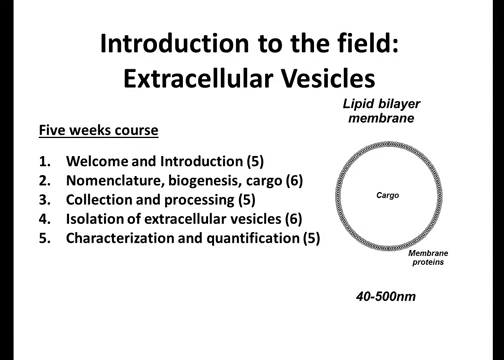 Introduction to the field:
Extracellular Vesicles
Lipid bilayer
membrane
Five weeks course
1. Welcome and Introduction (5)
2. Nomenclature, biogenesis, cargo (6)
3. Collection and processing (5)
4. Isolation of extracellular vesicles (6)
5. Characterization and quantification (5)
Cargo
Membrane
proteins
40-500nm